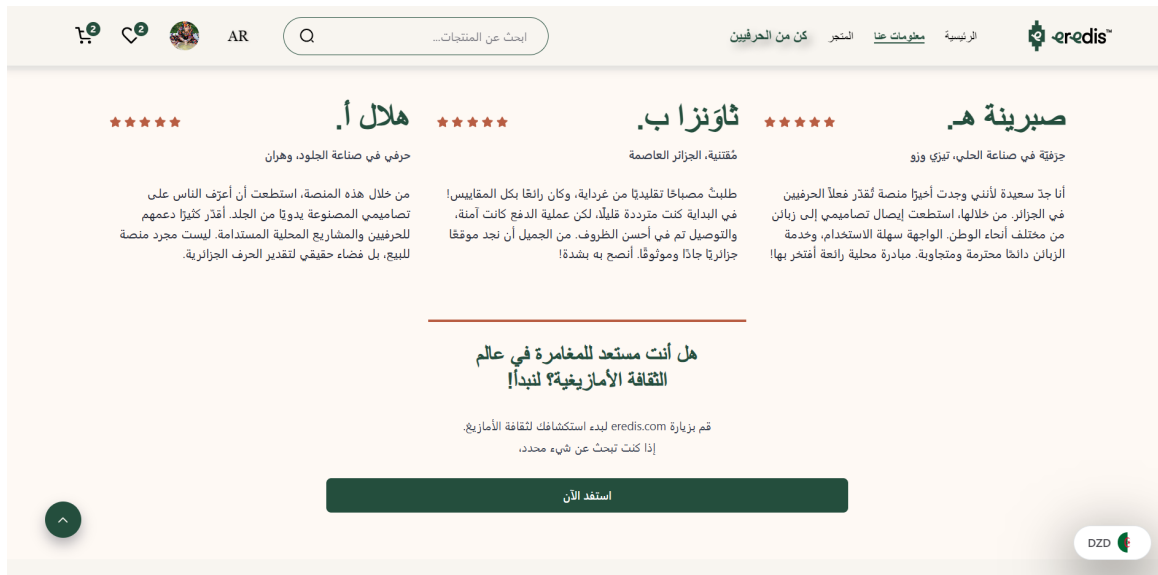 eredis™
الرئيسية
معلومات عنا
المتجر
كن من الحرفيين
ابحث عن المنتجات...
AR
2
2
صبرينة هـ.
جزفيّة في صناعة الحلي، تيزي وزو
أنا جدّ سعيدة لأنني وجدت أخيرًا منصة تُقدّر فعلاً الحرفيين
في الجزائر. من خلالها، استطعت إيصال تصاميمي إلى زبائن
من مختلف أنحاء الوطن. الواجهة سهلة الاستخدام، وخدمة
الزبائن دائمًا محترمة ومتجاوبة. مبادرة محلية رائعة أفتخر بها!
ثاوَنزا ب.
مُقتنية، الجزائر العاصمة
طلبتُ مصباحًا تقليديًا من غرداية، وكان رائعًا بكل المقاييس!
في البداية كنت مترددة قليلًا، لكن عملية الدفع كانت آمنة،
والتوصيل تم في أحسن الظروف. من الجميل أن نجد موقعًا
جزائريًا جادًا وموثوقًا. أنصح به بشدة!
هلال أ.
حرفي في صناعة الجلود، وهران
من خلال هذه المنصة، استطعت أن أعرّف الناس على
تصاميمي المصنوعة يدويًا من الجلد. أقدّر كثيرًا دعمهم
للحرفيين والمشاريع المحلية المستدامة. ليست مجرد منصة
للبيع، بل فضاء حقيقي لتقدير الحرف الجزائرية.
هل أنت مستعد للمغامرة في عالم
الثقافة الأمازيغية؟ لنبدأ!
قم بزيارة eredis.com لبدء استكشافك لثقافة الأمازيغ.
إذا كنت تبحث عن شيء محدد،
استفد الآن
DZD